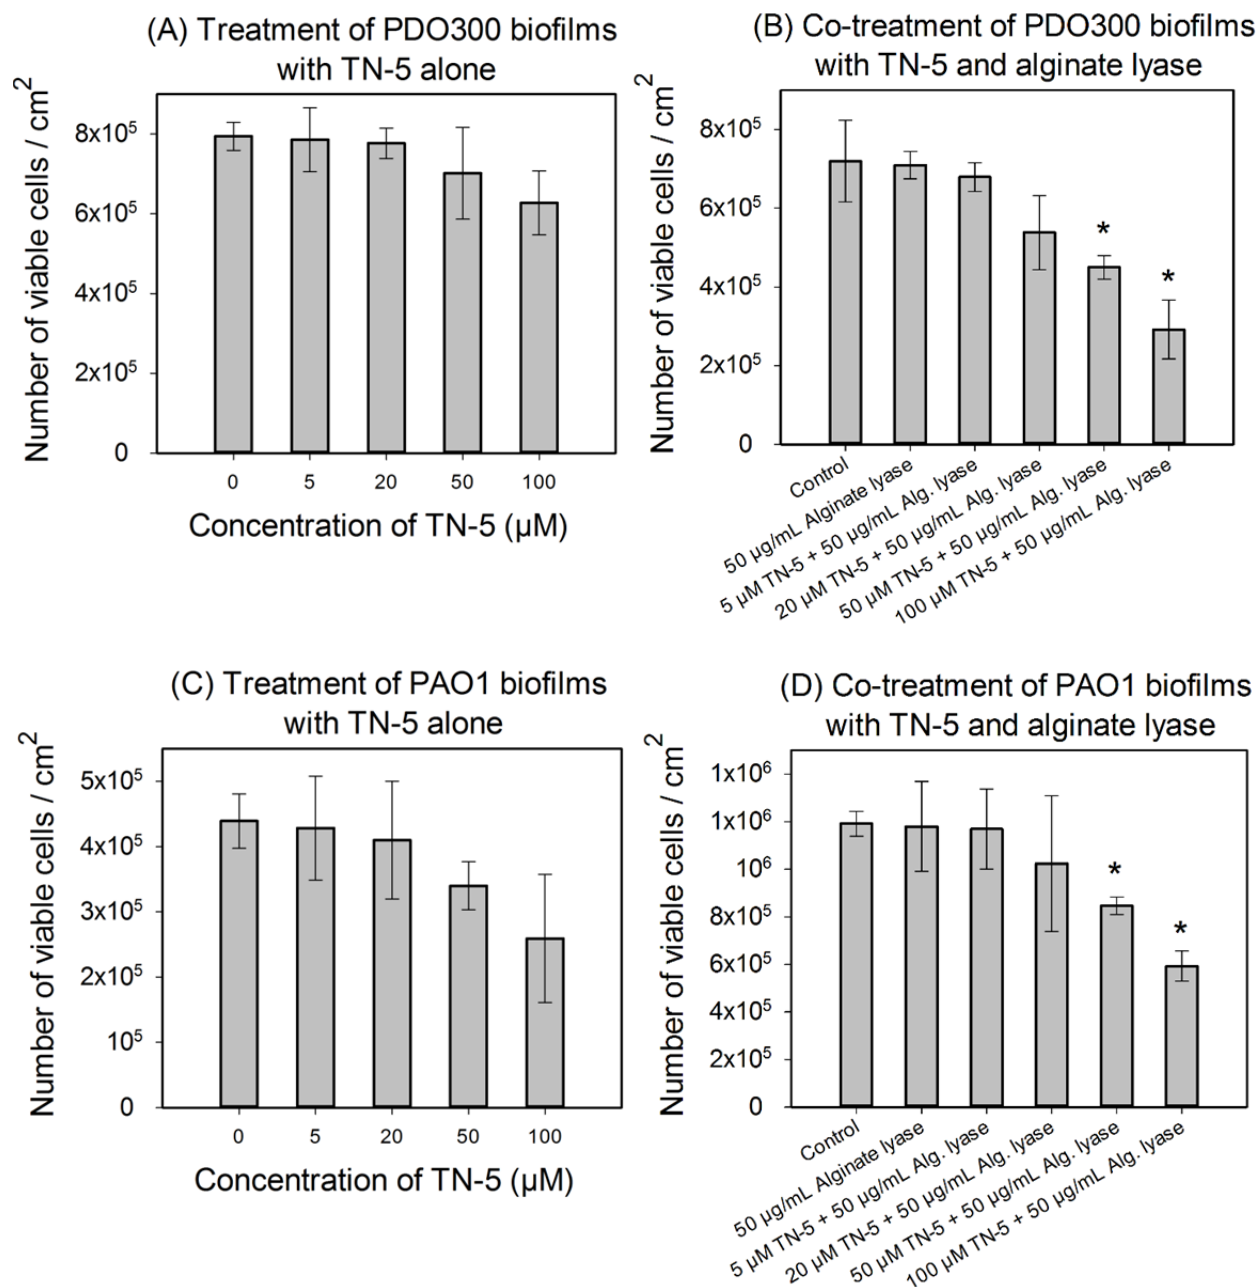 (A) Treatment of PDO300 biofilms
with TN-5 alone
Number of viable cells / cm²
8x10⁵
6x10⁵
4x10⁵
2x10⁵
0
0 5 20 50 100
Concentration of TN-5 (µM)
(B) Co-treatment of PDO300 biofilms
with TN-5 and alginate lyase
Number of viable cells / cm²
8x10⁵
6x10⁵
4x10⁵
2x10⁵
0
*
*
Control
50 µg/mL Alginate lyase
5 µM TN-5 + 50 µg/mL Alg. lyase
20 µM TN-5 + 50 µg/mL Alg. lyase
50 µM TN-5 + 50 µg/mL Alg. lyase
100 µM TN-5 + 50 µg/mL Alg. lyase
(C) Treatment of PAO1 biofilms
with TN-5 alone
Number of viable cells / cm²
5x10⁵
4x10⁵
3x10⁵
2x10⁵
10⁵
0
0 5 20 50 100
Concentration of TN-5 (µM)
(D) Co-treatment of PAO1 biofilms
with TN-5 and alginate lyase
Number of viable cells / cm²
1x10⁶
1x10⁶
10⁶
8x10⁵
6x10⁵
4x10⁵
2x10⁵
0
*
*
Control
50 µg/mL Alginate lyase
5 µM TN-5 + 50 µg/mL Alg. lyase
20 µM TN-5 + 50 µg/mL Alg. lyase
50 µM TN-5 + 50 µg/mL Alg. lyase
100 µM TN-5 + 50 µg/mL Alg. lyase